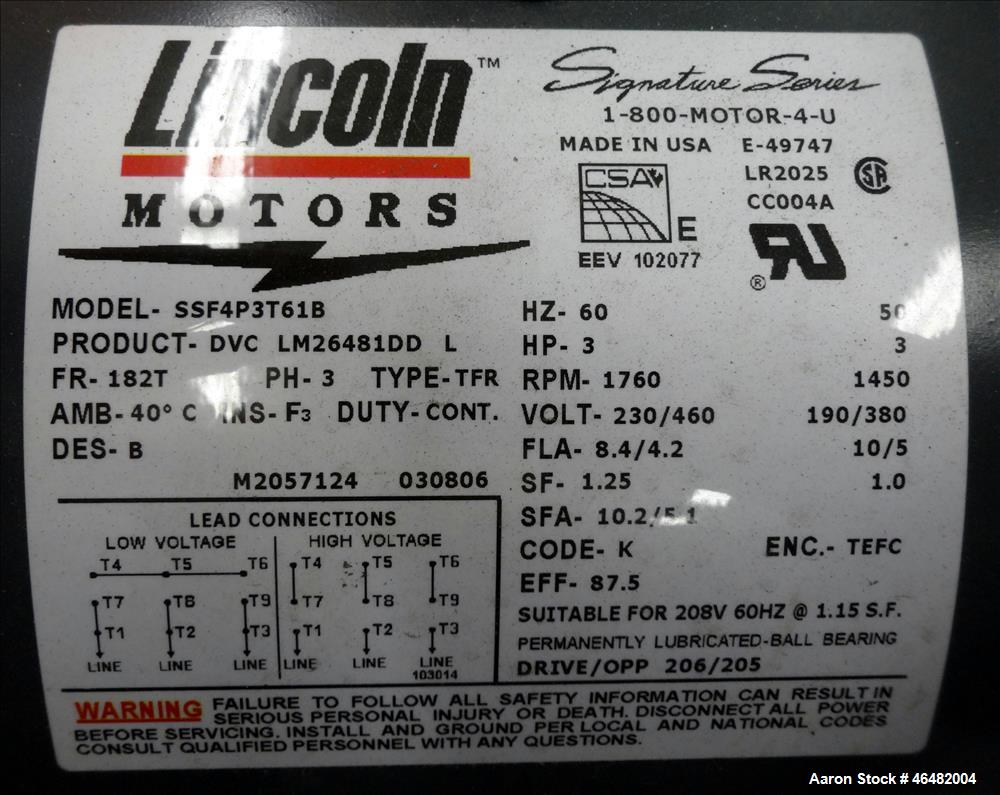 Lincoln™
MOTORS
Signature Series
1-800-MOTOR-4-U
MADE IN USA E-49747
LR2025
CC004A
CSA
E
EEV 102077
SA
RU
®
MODEL- SSF4P3T61B
PRODUCT- DVC LM26481DD L
FR- 182T PH- 3 TYPE- TFR
AMB- 40° C INS- F3 DUTY- CONT.
DES- B
M2057124 030806
HZ- 60 50
HP- 3 3
RPM- 1760 1450
VOLT- 230/460 190/380
FLA- 8.4/4.2 10/5
SF- 1.25 1.0
SFA- 10.2/5.1
CODE- K ENC.- TEFC
EFF- 87.5
SUITABLE FOR 208V 60HZ @ 1.15 S.F.
PERMANENTLY LUBRICATED-BALL BEARING
DRIVE/OPP 206/205
LEAD CONNECTIONS
LOW VOLTAGE HIGH VOLTAGE
T4 T5 T6 T4 T5 T6
T7 T8 T9 T7 T8 T9
T1 T2 T3 T1 T2 T3
LINE LINE LINE LINE LINE LINE
103014
WARNING FAILURE TO FOLLOW ALL SAFETY INFORMATION CAN RESULT IN
SERIOUS PERSONAL INJURY OR DEATH. DISCONNECT ALL POWER
BEFORE SERVICING. INSTALL AND GROUND PER LOCAL AND NATIONAL CODES
CONSULT QUALIFIED PERSONNEL WITH ANY QUESTIONS.
Aaron Stock # 46482004